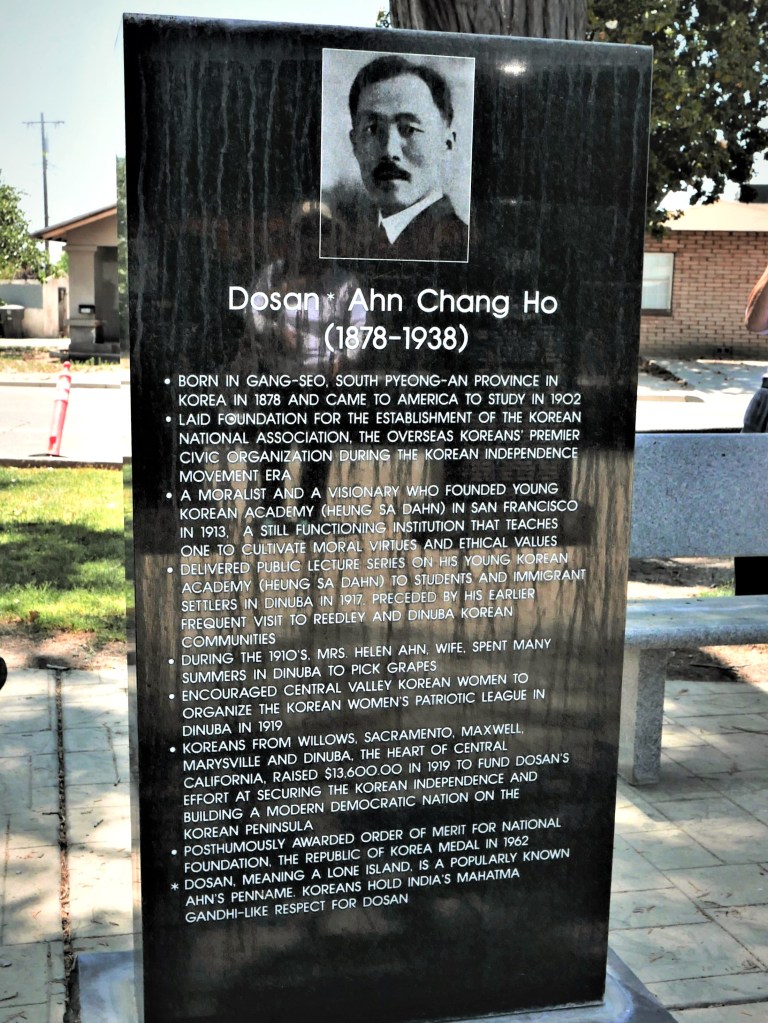 Dosan * Ahn Chang Ho
(1878-1938)
• BORN IN GANG-SEO, SOUTH PYEONG-AN PROVINCE IN
KOREA IN 1878 AND CAME TO AMERICA TO STUDY IN 1902
• LAID FOUNDATION FOR THE ESTABLISHMENT OF THE KOREAN
NATIONAL ASSOCIATION, THE OVERSEAS KOREANS' PREMIER
CIVIC ORGANIZATION DURING THE KOREAN INDEPENDENCE
MOVEMENT ERA
• A MORALIST AND A VISIONARY WHO FOUNDED YOUNG
KOREAN ACADEMY (HEUNG SA DAHN) IN SAN FRANCISCO
IN 1913, A STILL FUNCTIONING INSTITUTION THAT TEACHES
ONE TO CULTIVATE MORAL VIRTUES AND ETHICAL VALUES
• DELIVERED PUBLIC LECTURE SERIES ON HIS YOUNG KOREAN
ACADEMY (HEUNG SA DAHN) TO STUDENTS AND IMMIGRANT
SETTLERS IN DINUBA IN 1917, PRECEDED BY HIS EARLIER
FREQUENT VISIT TO REEDLEY AND DINUBA KOREAN
COMMUNITIES
• DURING THE 1910'S, MRS. HELEN AHN, WIFE, SPENT MANY
SUMMERS IN DINUBA TO PICK GRAPES
• ENCOURAGED CENTRAL VALLEY KOREAN WOMEN TO
ORGANIZE THE KOREAN WOMEN'S PATRIOTIC LEAGUE IN
DINUBA IN 1919
• KOREANS FROM WILLOWS, SACRAMENTO, MAXWELL,
MARYSVILLE AND DINUBA, THE HEART OF CENTRAL
CALIFORNIA, RAISED $13,600.00 IN 1919 TO FUND DOSAN'S
EFFORT AT SECURING THE KOREAN INDEPENDENCE AND
BUILDING A MODERN DEMOCRATIC NATION ON THE
KOREAN PENINSULA
• POSTHUMOUSLY AWARDED ORDER OF MERIT FOR NATIONAL
FOUNDATION, THE REPUBLIC OF KOREA MEDAL IN 1962
* DOSAN, MEANING A LONE ISLAND, IS A POPULARLY KNOWN
AHN'S PENNAME. KOREANS HOLD INDIA'S MAHATMA
GANDHI-LIKE RESPECT FOR DOSAN